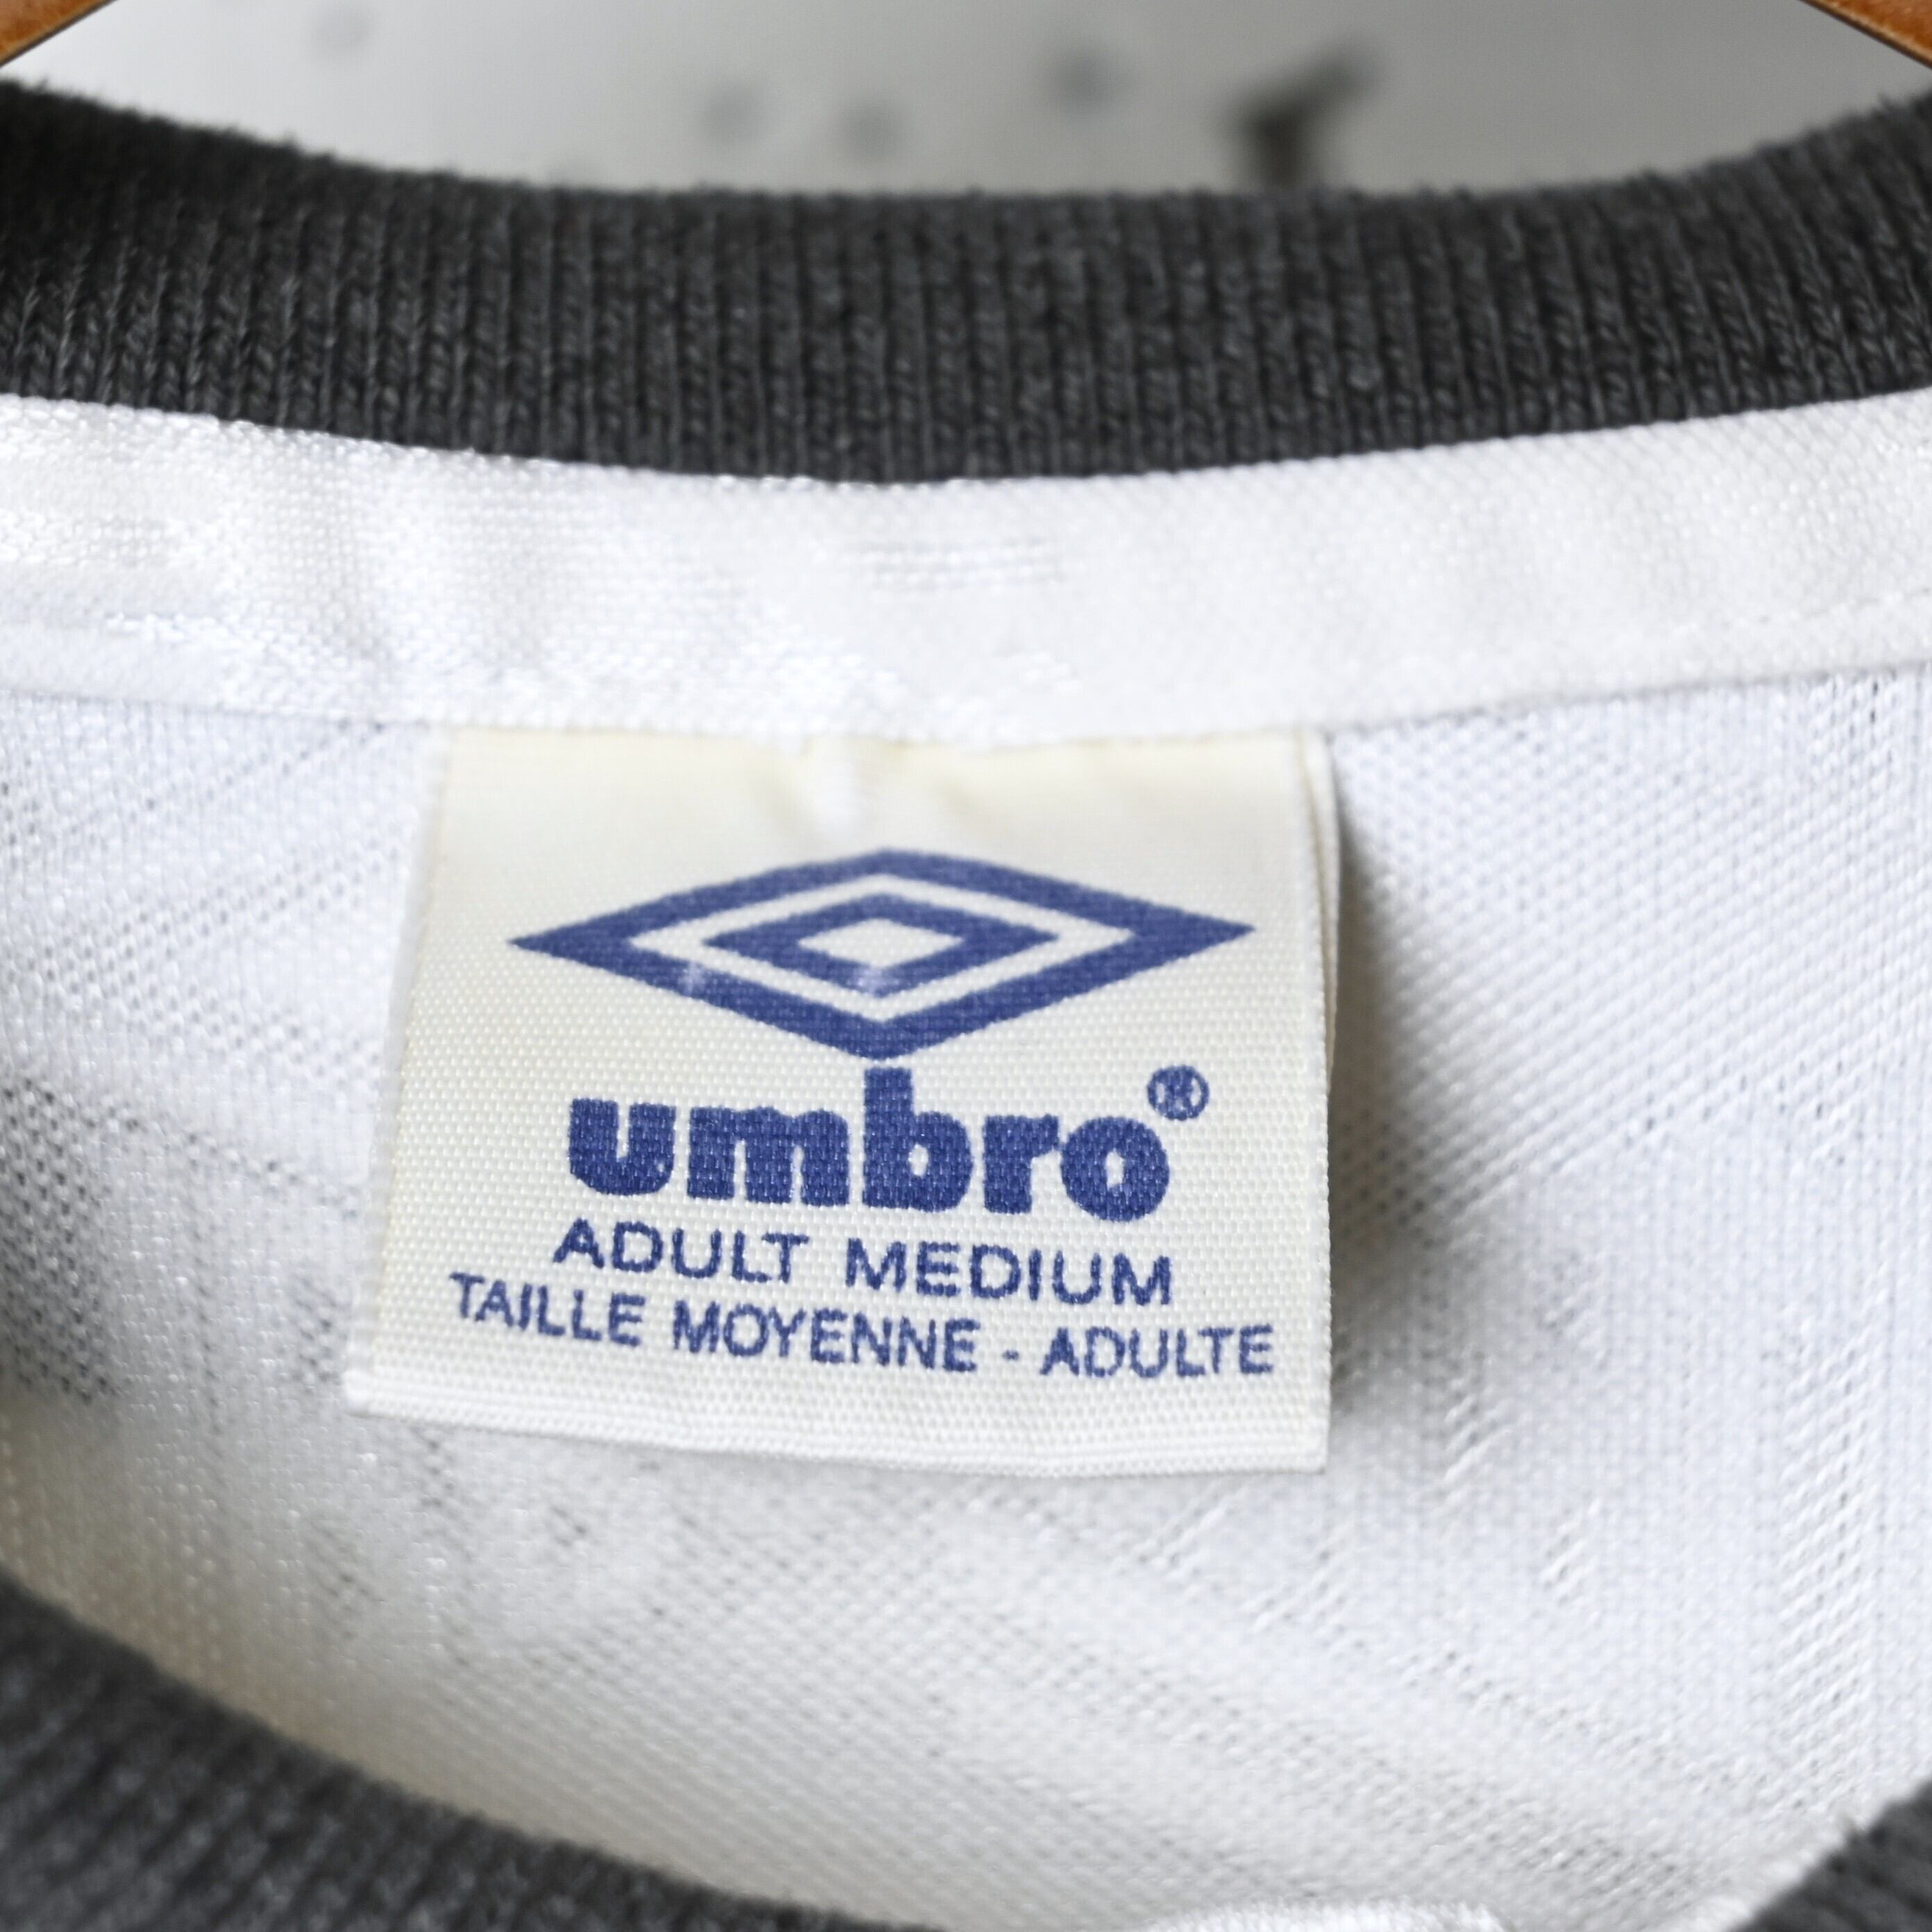 umbro®
ADULT MEDIUM
TAILLE MOYENNE - ADULTE